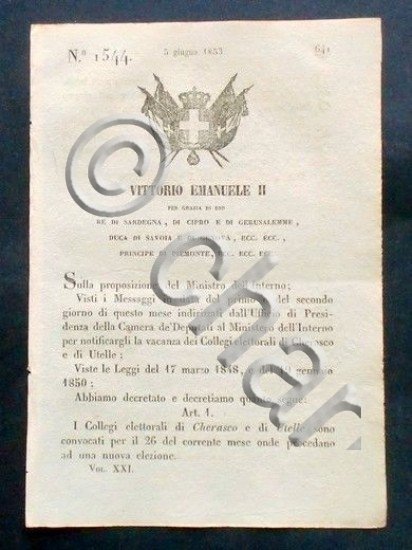 N.º 1544. 5 giugno 1853 641
VITTORIO EMANUELE II
PER GRAZIA DI DIO
RE DI SARDEGNA, DI CIPRO E DI GERUSALEMME,
DUCA DI SAVOIA E DI GENOVA, ECC. ECC.,
PRINCIPE DI PIEMONTE, ECC. ECC. ECC.
Sulla proposizione del Ministro dell'Interno;
Visti i Messaggi in data del primo e del secondo
giorno di questo mese indirizzati dall'Uffizio di Presi-
denza della Camera de'Deputati al Ministero dell'Interno
per notificargli la vacanza dei Collegi elettorali di Cherasco
e di Utelle;
Viste le Leggi del 17 marzo 1848, e del 19 gennaio
1850;
Abbiamo decretato e decretiamo quanto segue:
Art. 1.
I Collegi elettorali di Cherasco e di Utelle sono
convocati per il 26 del corrente mese onde procedano
ad una nuova elezione.
Vol. XXI.
© Char